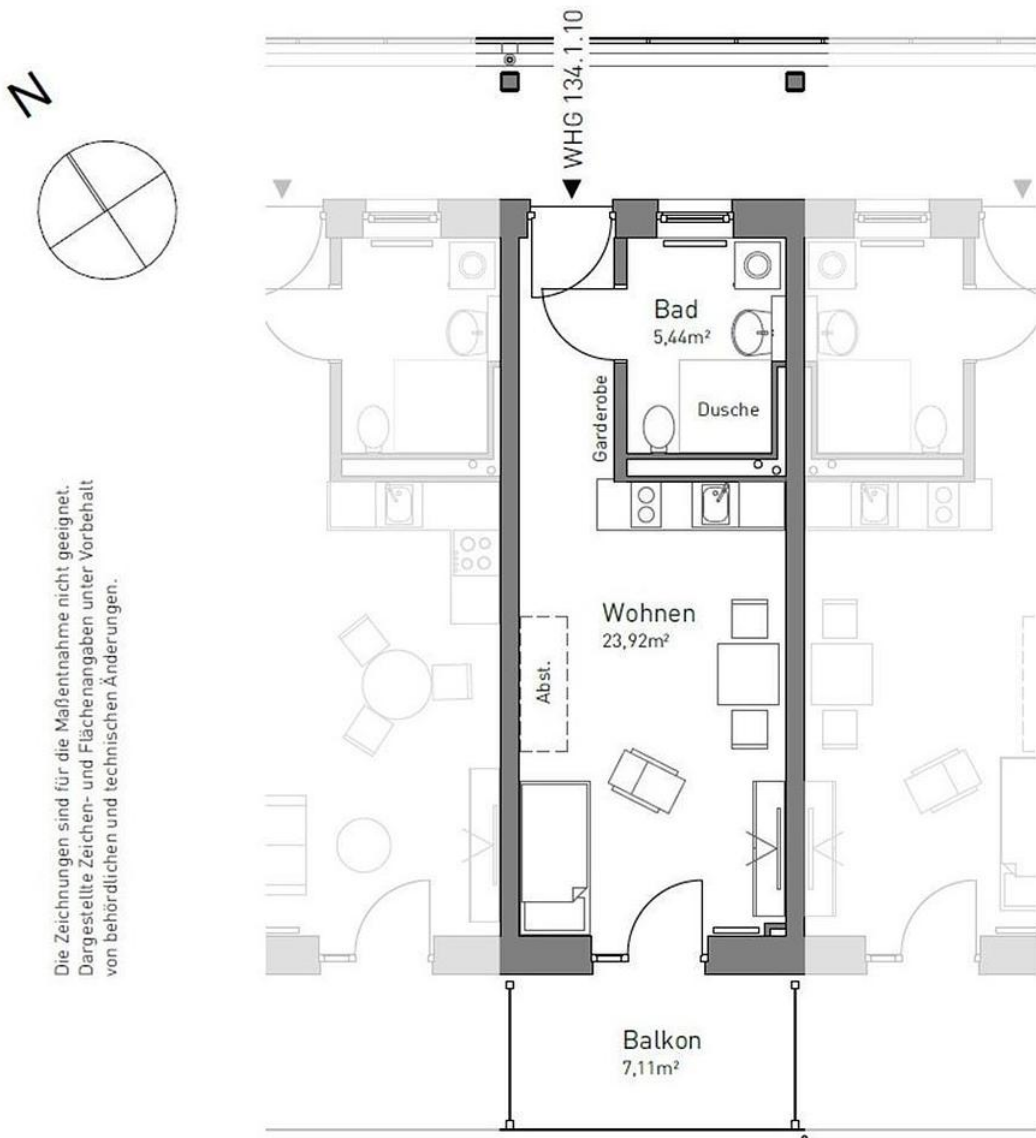 N
WHG 134.1.10
Bad
5,44m²
Dusche
Garderobe
Wohnen
23,92m²
Abst.
Balkon
7,11m²
Die Zeichnungen sind für die Maßentnahme nicht geeignet.
Dargestellte Zeichen- und Flächenangaben unter Vorbehalt
von behördlichen und technischen Änderungen.